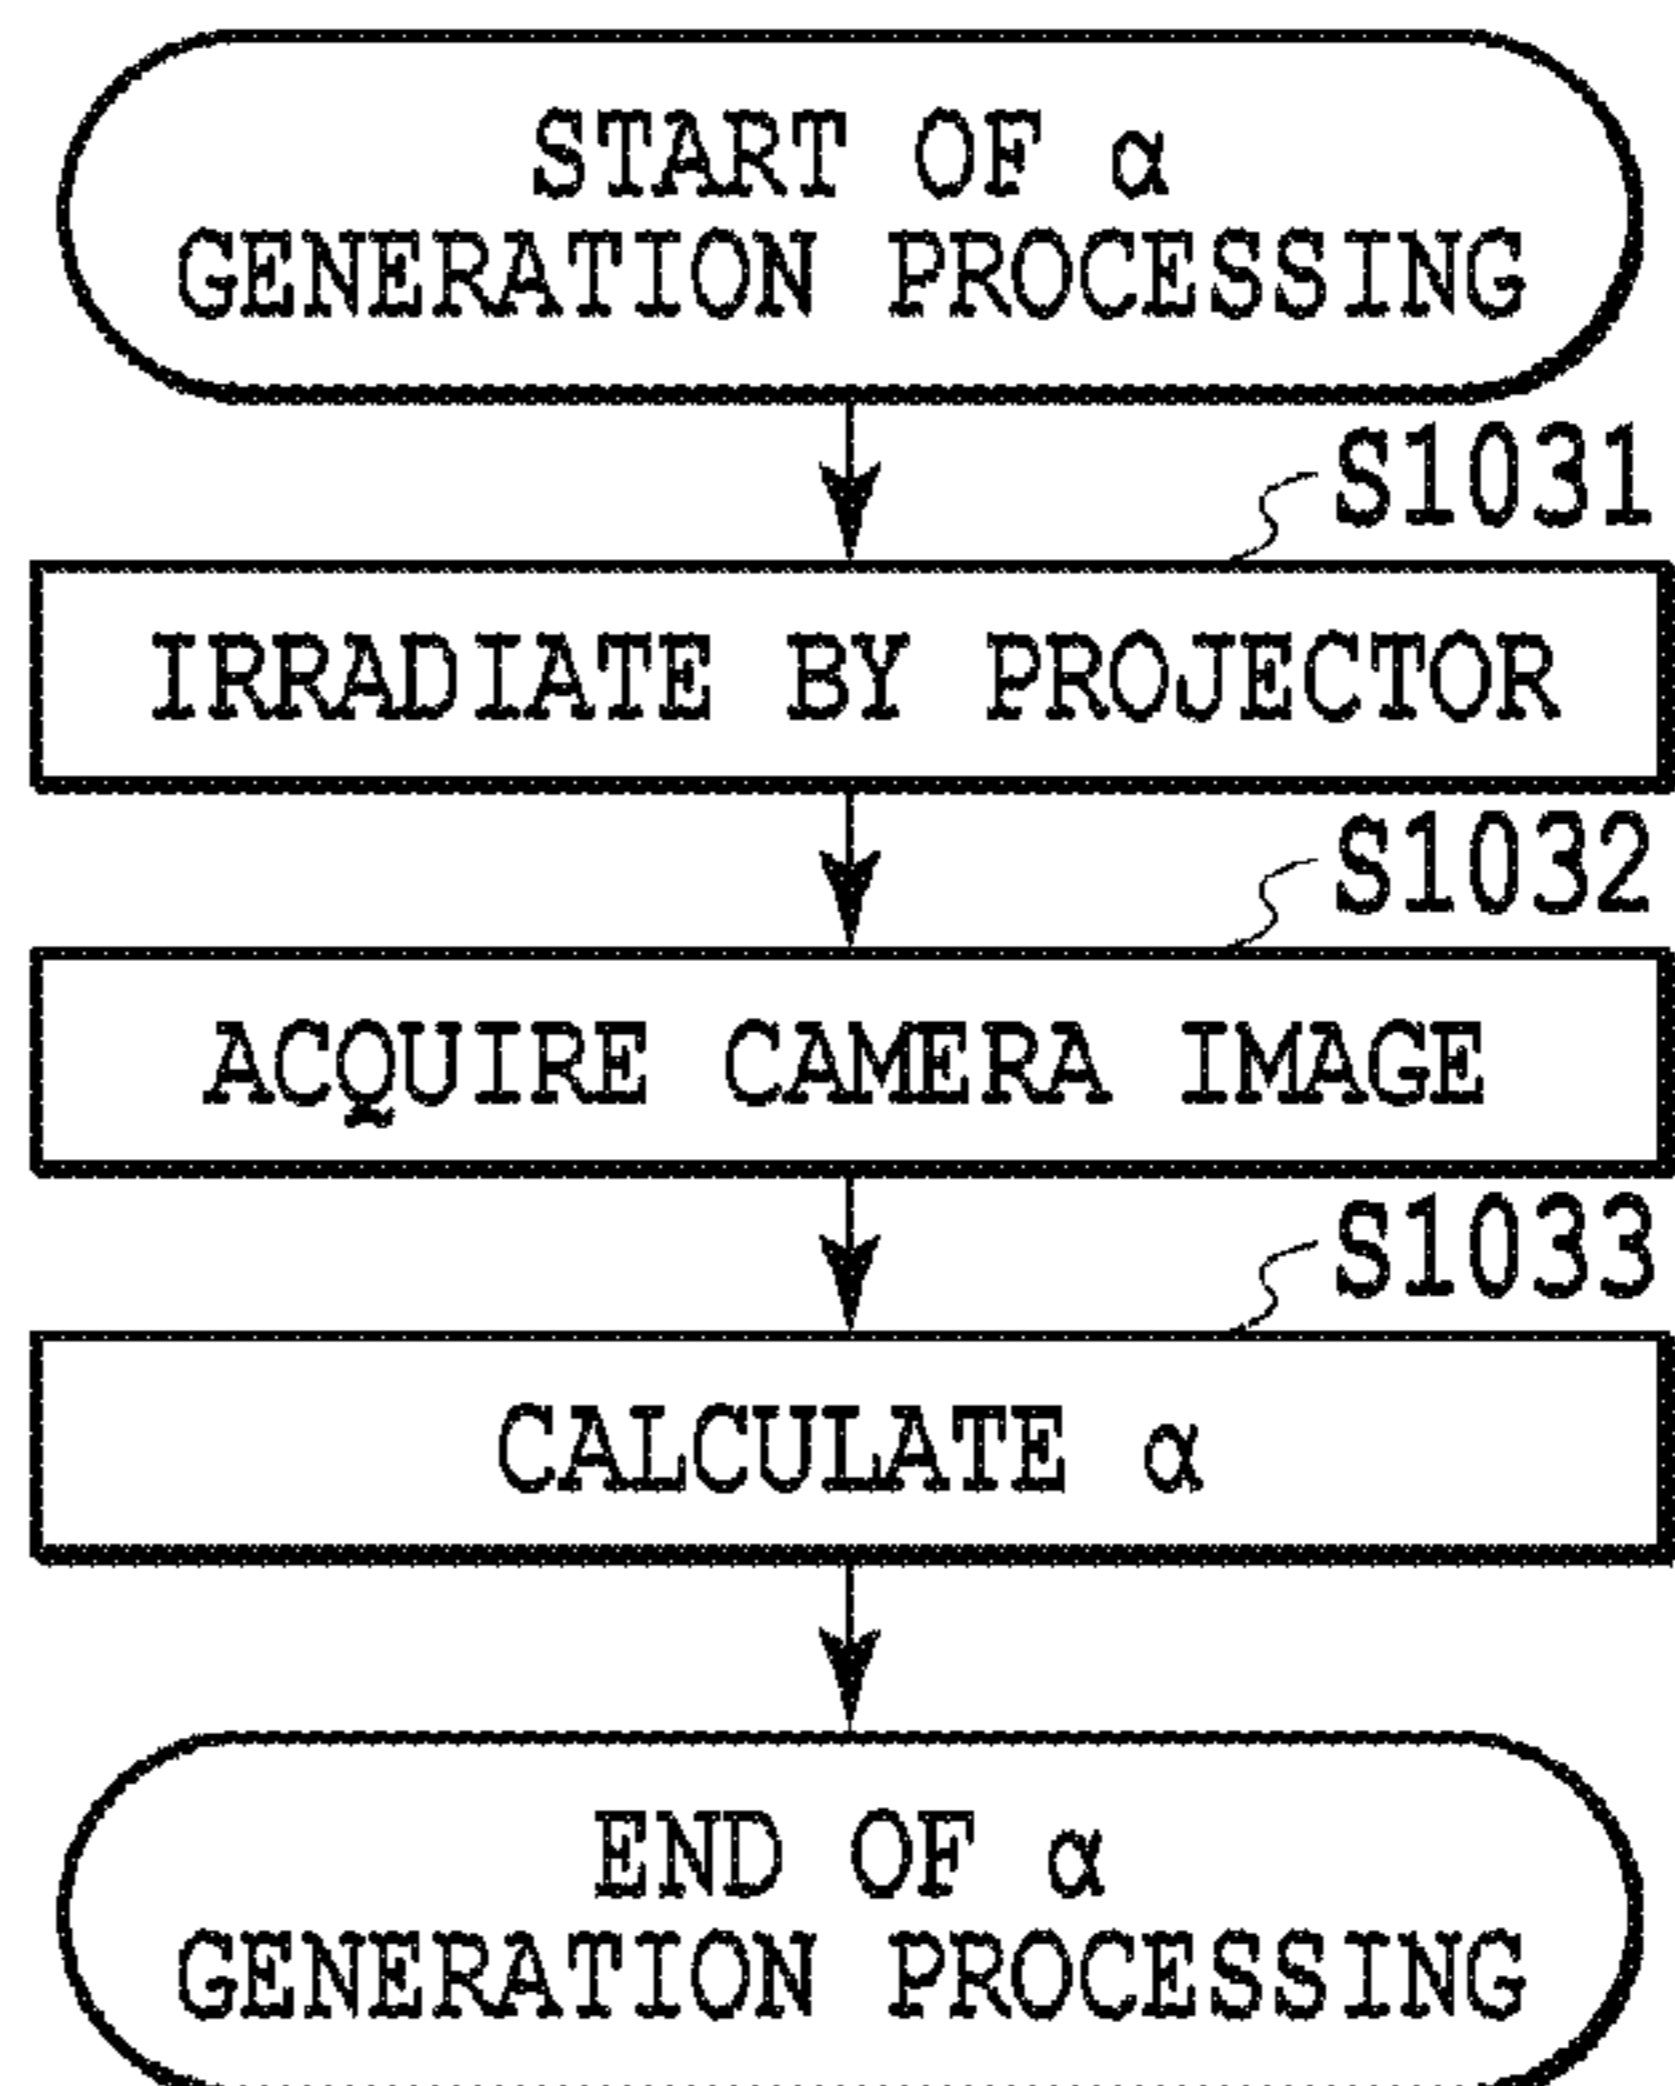 START OF α
GENERATION PROCESSING
S1031
IRRADIATE BY PROJECTOR
S1032
ACQUIRE CAMERA IMAGE
S1033
CALCULATE α
END OF α
GENERATION PROCESSING